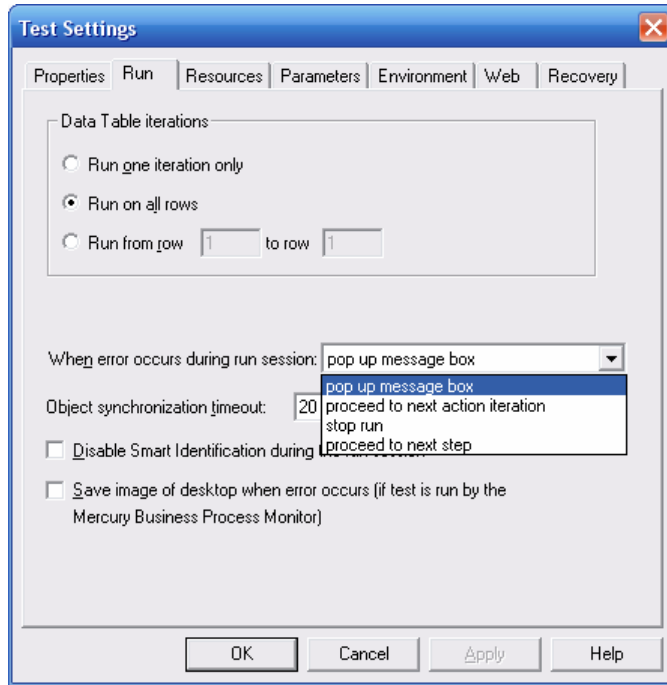 Test Settings
Properties Run Resources Parameters Environment Web Recovery
Data Table iterations
Run one iteration only
Run on all rows
Run from row 1 to row 1
When error occurs during run session: pop up message box
pop up message box
Object synchronization timeout: 20 proceed to next action iteration
stop run
Disable Smart Identification during proceed to next step
Save image of desktop when error occurs (if test is run by the
Mercury Business Process Monitor)
OK Cancel Apply Help